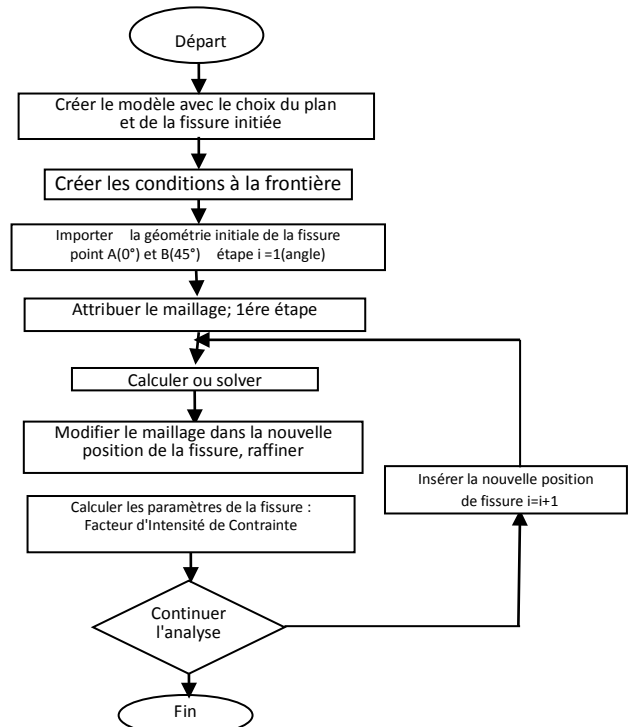 Départ
Créer le modèle avec le choix du plan
et de la fissure initiée
Créer les conditions à la frontière
Importer la géométrie initiale de la fissure
point A(0°) et B(45°) étape i =1(angle)
Attribuer le maillage; 1ére étape
Calculer ou solver
Modifier le maillage dans la nouvelle
position de la fissure, raffiner
Insérer la nouvelle position
de fissure i=i+1
Calculer les paramètres de la fissure :
Facteur d'Intensité de Contrainte
Continuer
l'analyse
Fin